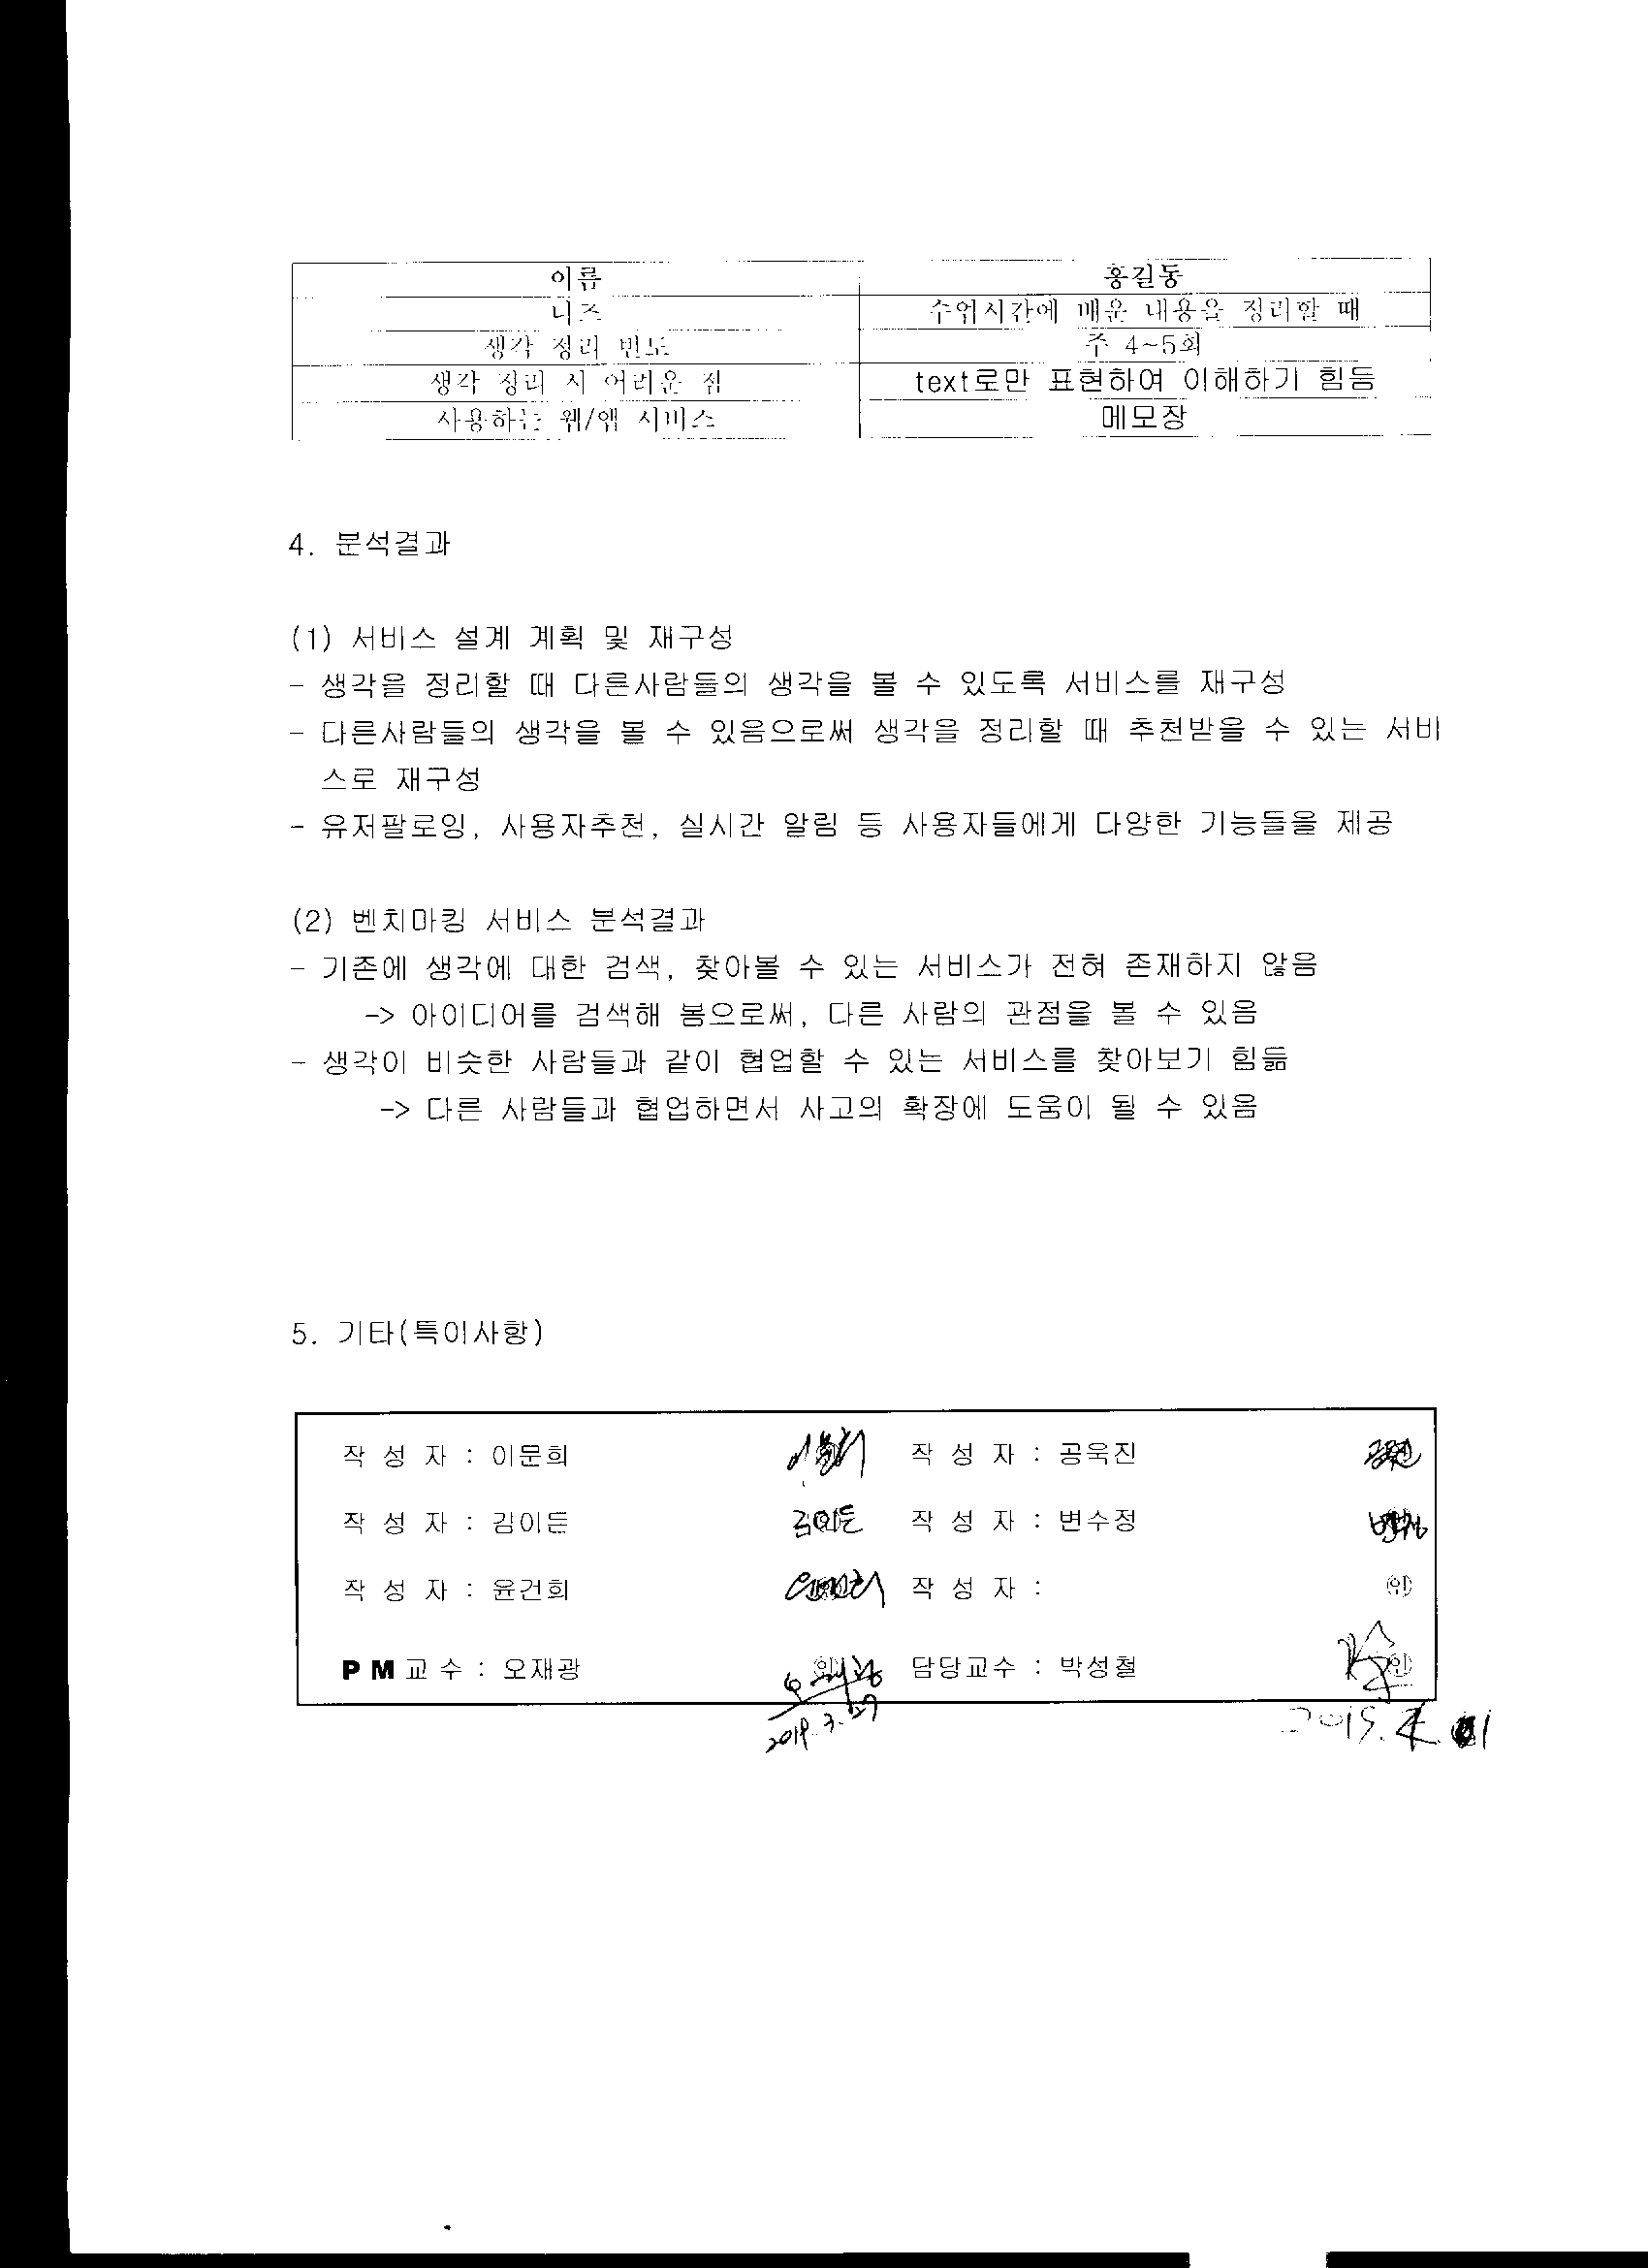 이름 홍길동
니즈 수업시간에 배운 내용을 정리할 때
생각 정리 빈도 주 4~5회
생각 정리 시 어려운 점 text로만 표현하여 이해하기 힘듬
사용하는 웹/앱 서비스 메모장
4. 분석결과
(1) 서비스 설계 계획 및 재구성
- 생각을 정리할 때 다른사람들의 생각을 볼 수 있도록 서비스를 재구성
- 다른사람들의 생각을 볼 수 있음으로써 생각을 정리할 때 추천받을 수 있는 서비
스로 재구성
- 유저팔로잉, 사용자추천, 실시간 알림 등 사용자들에게 다양한 기능들을 제공
(2) 벤치마킹 서비스 분석결과
- 기존에 생각에 대한 검색, 찾아볼 수 있는 서비스가 전혀 존재하지 않음
-> 아이디어를 검색해 봄으로써, 다른 사람의 관점을 볼 수 있음
- 생각이 비슷한 사람들과 같이 협업할 수 있는 서비스를 찾아보기 힘듦
-> 다른 사람들과 협업하면서 사고의 확장에 도움이 될 수 있음
5. 기타(특이사항)
작 성 자 : 이문희 작 성 자 : 공욱진
작 성 자 : 김이든 김이든 작 성 자 : 변수정
작 성 자 : 윤건희 작 성 자 : 인
P M 교 수 : 오재광 담당교수 : 박성철 인
2019. 3. 27